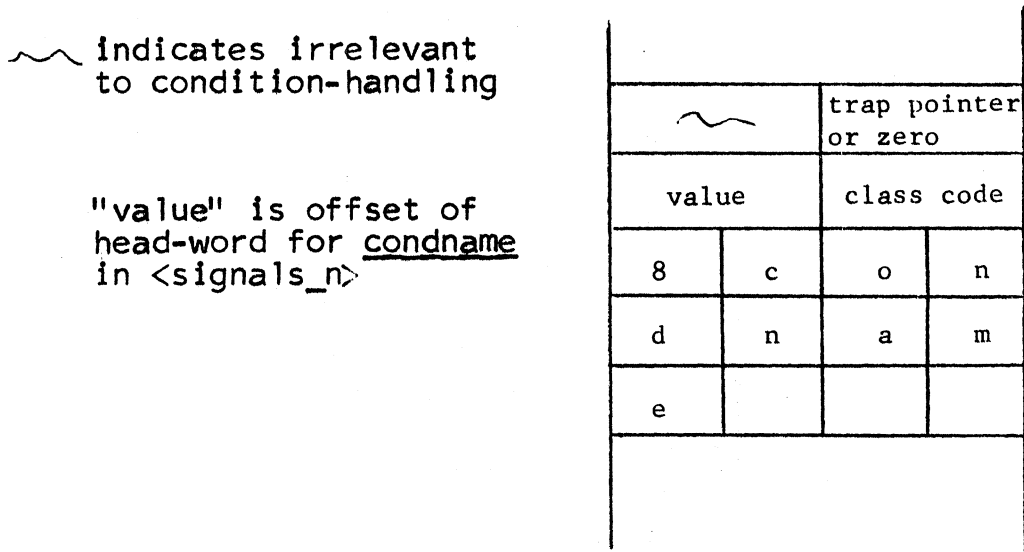 indicates irrelevant
to condition-handling
"value" is offset of
head-word for condname
in <signals_n>
trap pointer
or zero
value class code
8 c o n
d n a m
e